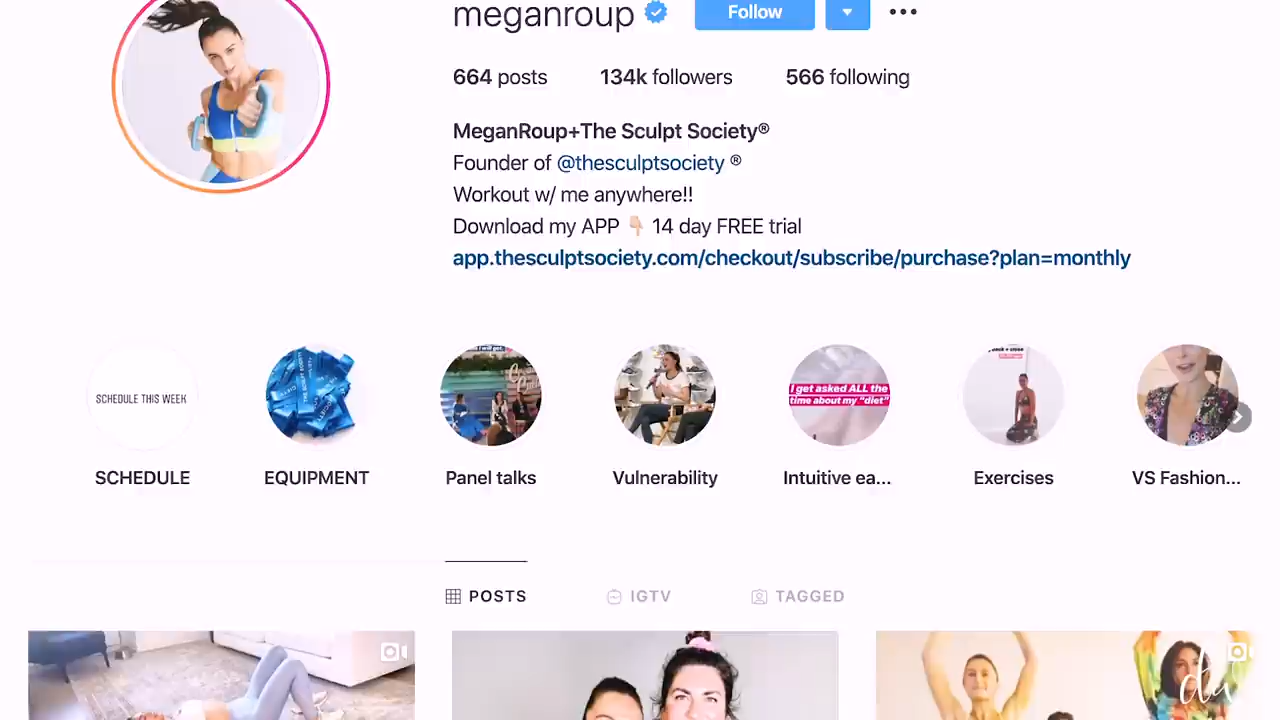 meganroup Follow
664 posts 134k followers 566 following
MeganRoup+The Sculpt Society®
Founder of @thesculptsociety ®
Workout w/ me anywhere!!
Download my APP 👇🏻 14 day FREE trial
app.thesculptsociety.com/checkout/subscribe/purchase?plan=monthly
SCHEDULE THIS WEEK
I get asked ALL the
time about my "diet"
SCHEDULE EQUIPMENT Panel talks Vulnerability Intuitive ea... Exercises VS Fashion...
POSTS IGTV TAGGED